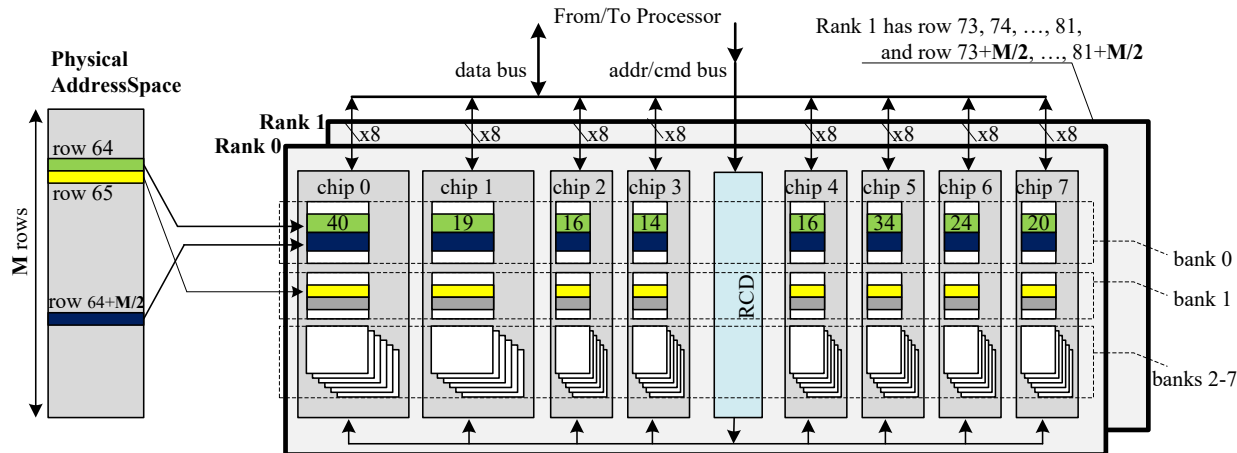 From/To Processor
Rank 1 has row 73, 74, …, 81,
and row 73+M/2, …, 81+M/2
Physical
AddressSpace
data bus
addr/cmd bus
Rank 1
Rank 0
x8 x8 x8 x8 x8 x8 x8 x8
row 64
row 65
M rows
row 64+M/2
chip 0 chip 1 chip 2 chip 3 chip 4 chip 5 chip 6 chip 7
40 19 16 14 16 34 24 20
RCD
bank 0
bank 1
banks 2-7